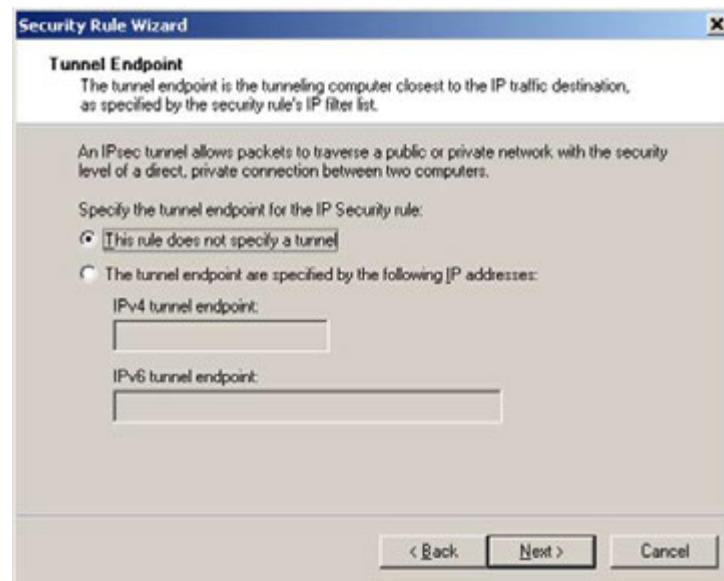 Security Rule Wizard
Tunnel Endpoint
The tunnel endpoint is the tunneling computer closest to the IP traffic destination,
as specified by the security rule's IP filter list.
An IPsec tunnel allows packets to traverse a public or private network with the security
level of a direct, private connection between two computers.
Specify the tunnel endpoint for the IP Security rule:
This rule does not specify a tunnel
The tunnel endpoint are specified by the following IP addresses:
IPv4 tunnel endpoint:
IPv6 tunnel endpoint:
< Back
Next >
Cancel